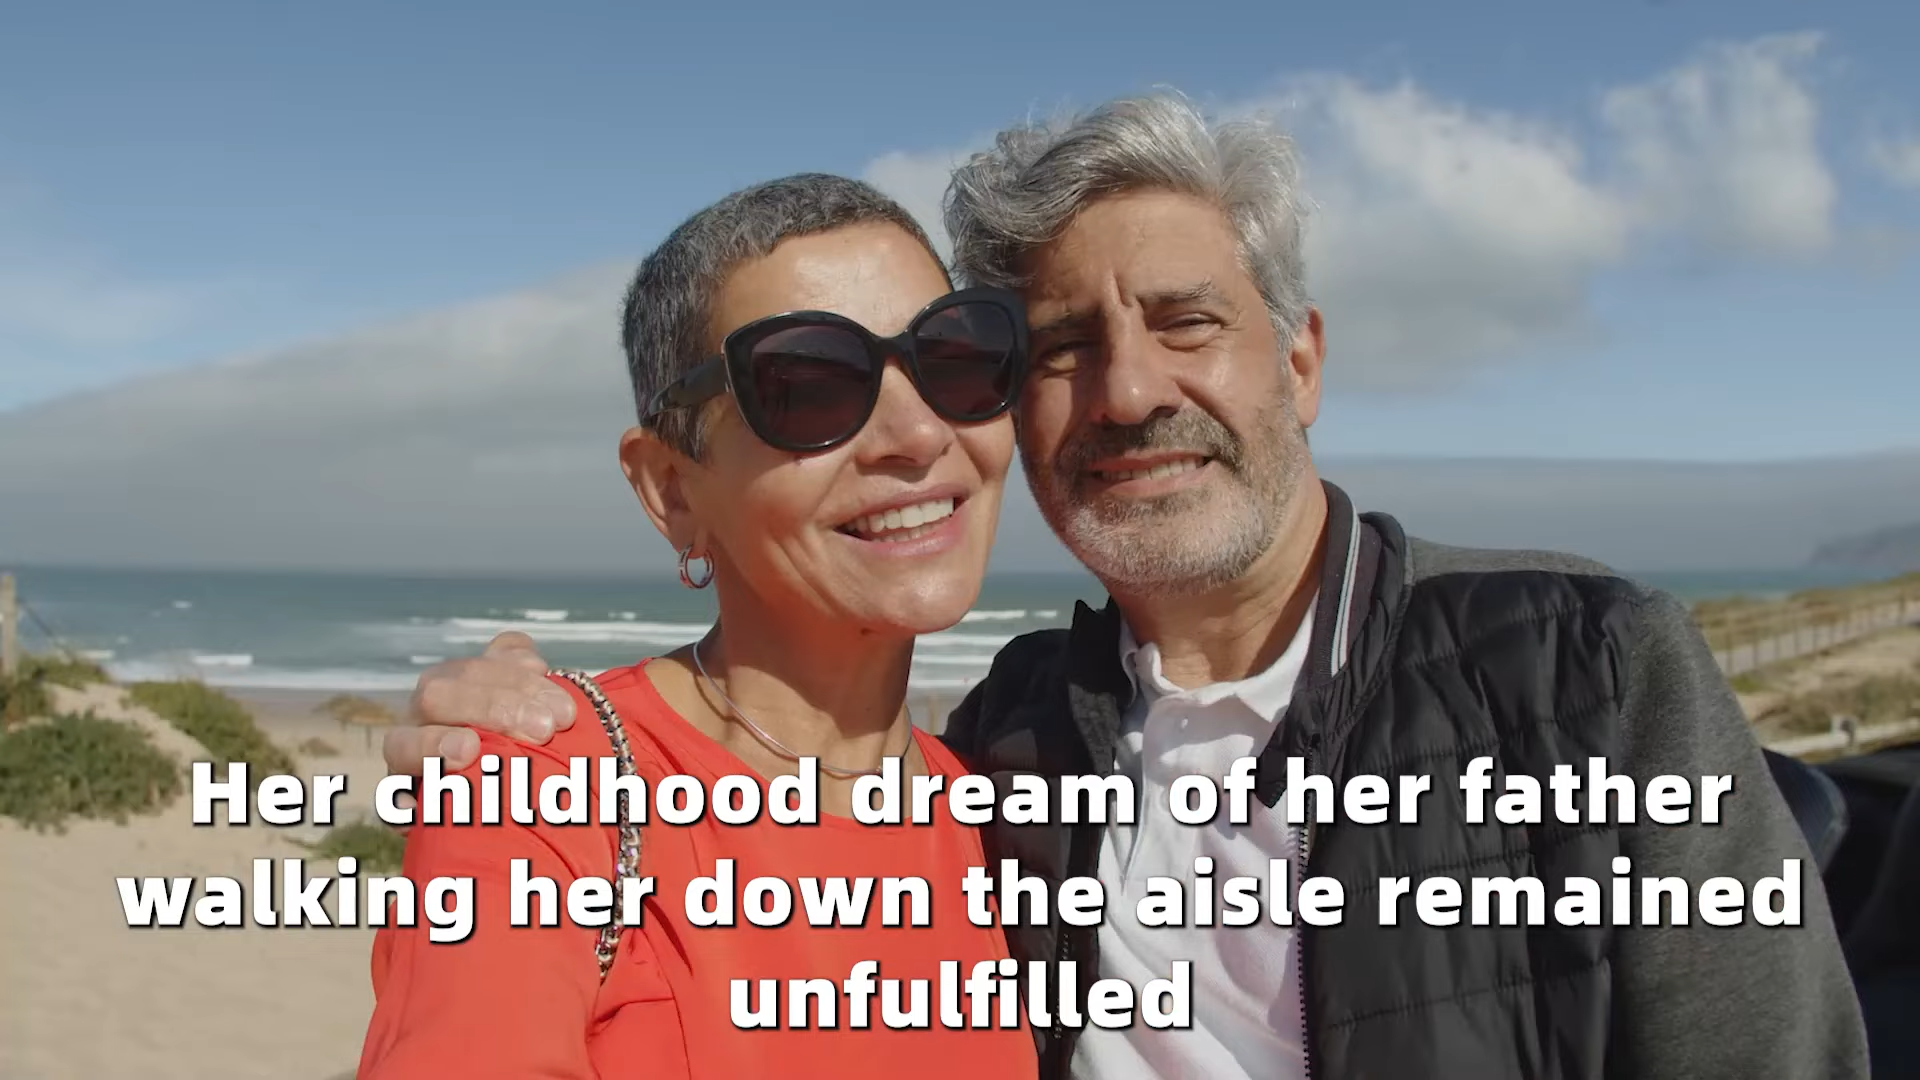 Her childhood dream of her father
walking her down the aisle remained
unfulfilled